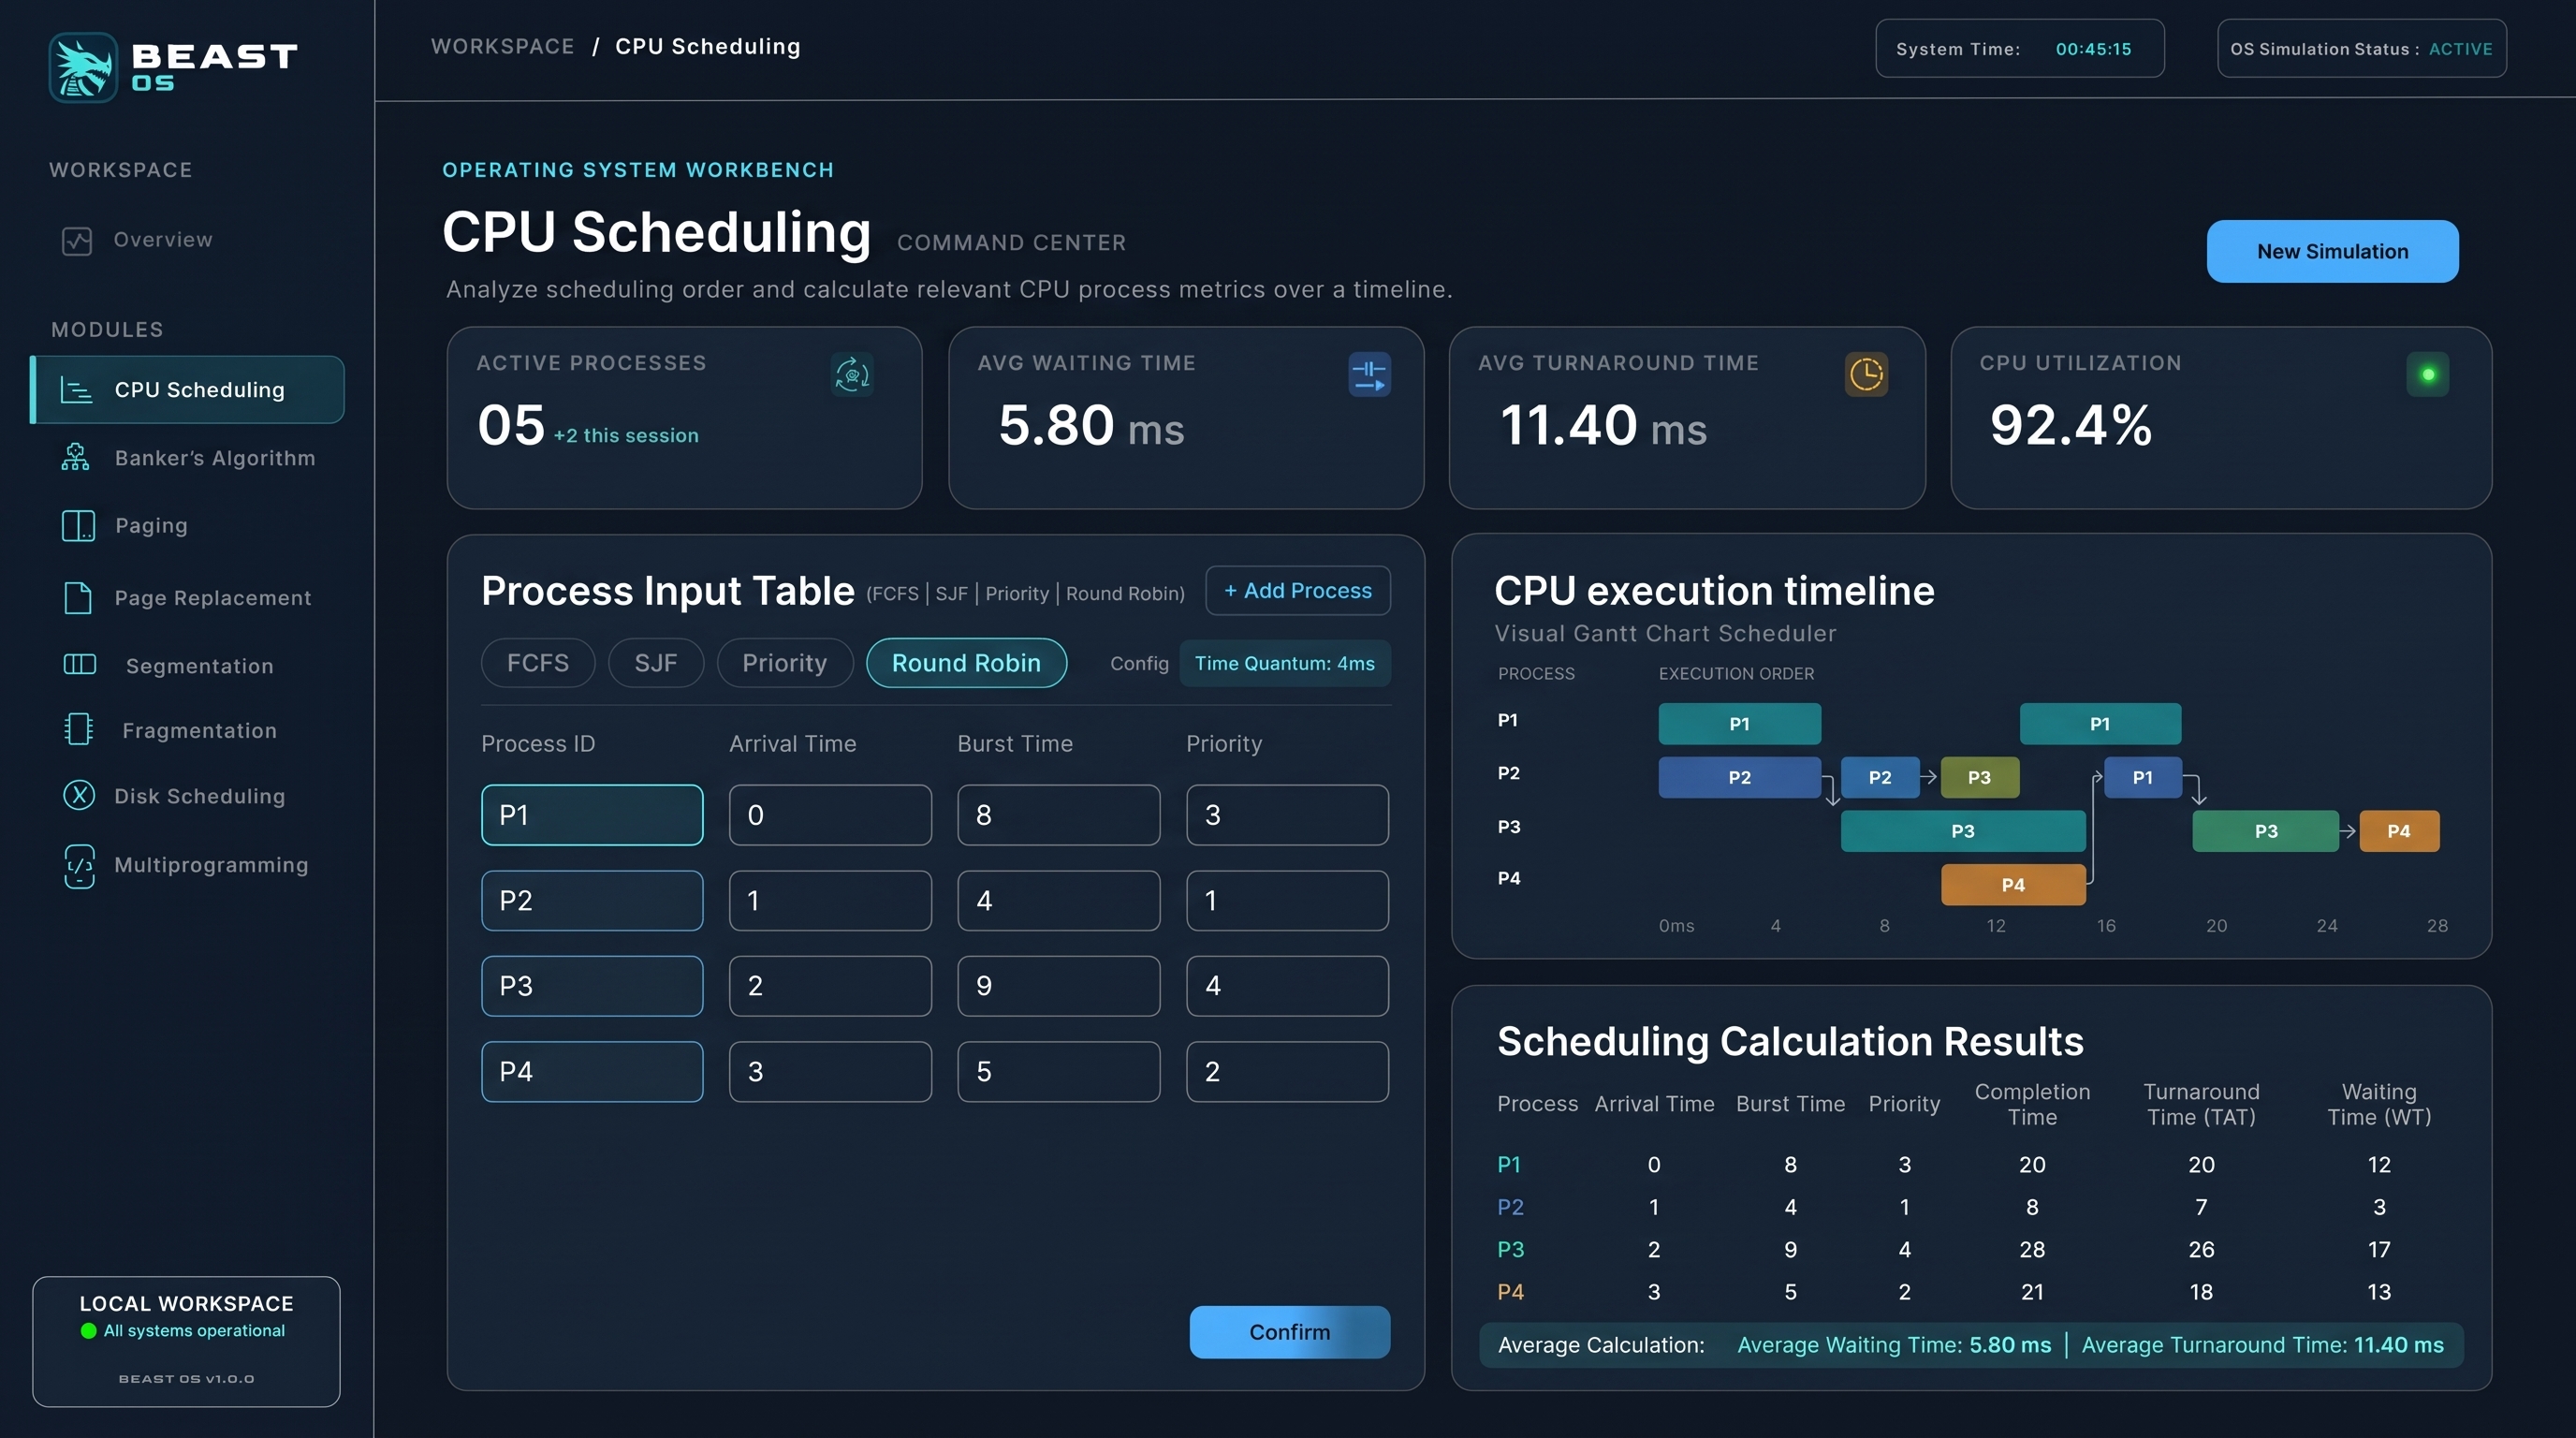 BEAST
OS
WORKSPACE
Overview
MODULES
CPU Scheduling
Banker's Algorithm
Paging
Page Replacement
Segmentation
Fragmentation
Disk Scheduling
Multiprogramming
LOCAL WORKSPACE
All systems operational
BEAST OS v1.0.0
WORKSPACE / CPU Scheduling
System Time: 00:45:15
OS Simulation Status : ACTIVE
OPERATING SYSTEM WORKBENCH
CPU Scheduling COMMAND CENTER
Analyze scheduling order and calculate relevant CPU process metrics over a timeline.
New Simulation
ACTIVE PROCESSES
05 +2 this session
AVG WAITING TIME
5.80 ms
AVG TURNAROUND TIME
11.40 ms
CPU UTILIZATION
92.4%
Process Input Table (FCFS | SJF | Priority | Round Robin) + Add Process
FCFS SJF Priority Round Robin Config Time Quantum: 4ms
Process ID Arrival Time Burst Time Priority
P1 0 8 3
P2 1 4 1
P3 2 9 4
P4 3 5 2
Confirm
CPU execution timeline
Visual Gantt Chart Scheduler
PROCESS EXECUTION ORDER
P1 P1 P1
P2 P2 P2 P3 P1
P3 P3 P3 P4
P4 P4
0ms 4 8 12 16 20 24 28
Scheduling Calculation Results
Process Arrival Time Burst Time Priority Completion Time Turnaround Time (TAT) Waiting Time (WT)
P1 0 8 3 20 20 12
P2 1 4 1 8 7 3
P3 2 9 4 28 26 17
P4 3 5 2 21 18 13
Average Calculation: Average Waiting Time: 5.80 ms | Average Turnaround Time: 11.40 ms